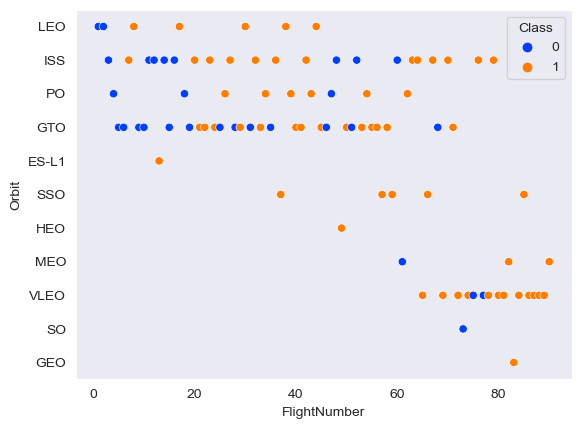 LEO
ISS
PO
GTO
ES-L1
SSO
HEO
MEO
VLEO
SO
GEO
Orbit
0 20 40 60 80
FlightNumber
Class
0
1